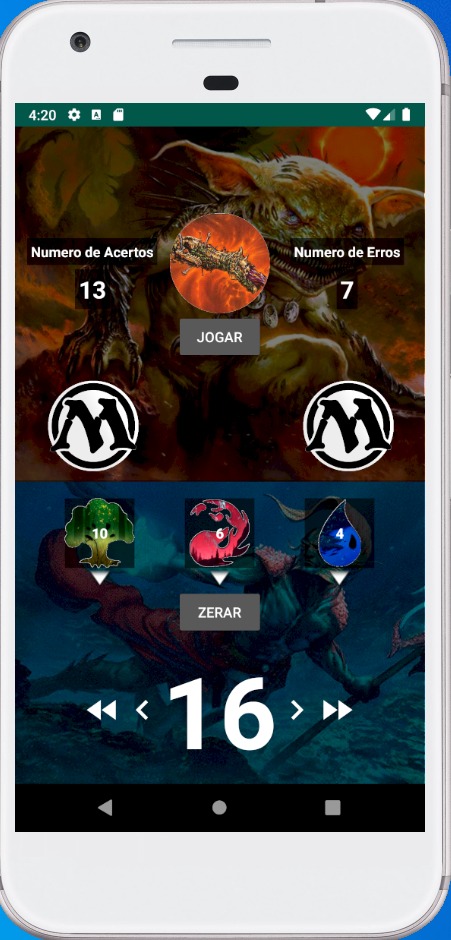 4:20
Numero de Acertos
Numero de Erros
13
7
JOGAR
M
M
10
6
4
ZERAR
16